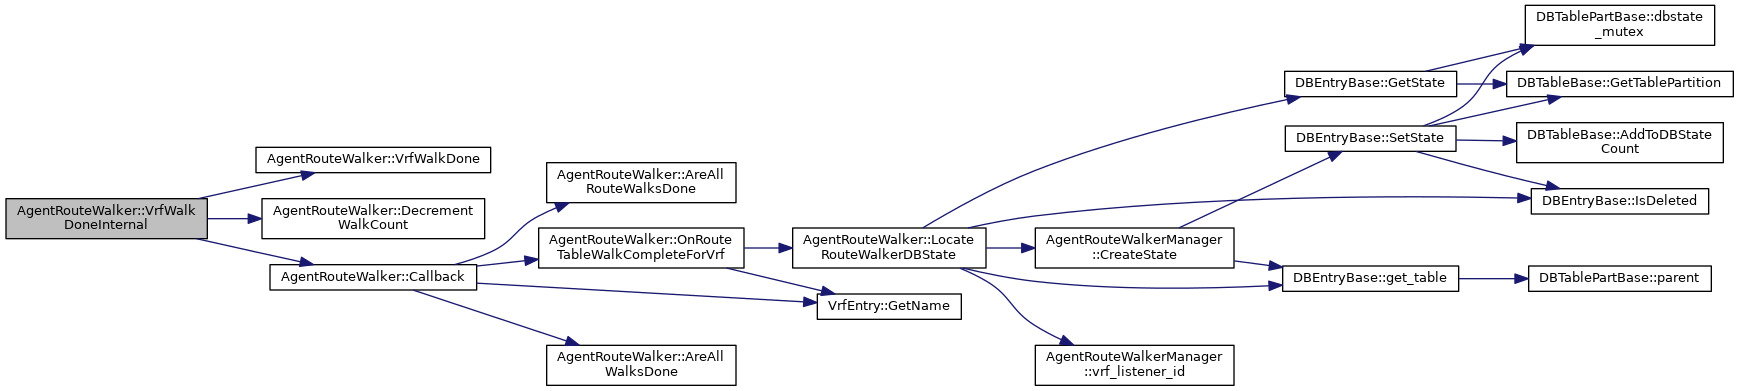 AgentRouteWalker::VrfWalk
DoneInternal
AgentRouteWalker::VrfWalkDone
AgentRouteWalker::Decrement
WalkCount
AgentRouteWalker::Callback
AgentRouteWalker::AreAll
RouteWalksDone
AgentRouteWalker::OnRoute
TableWalkCompleteForVrf
AgentRouteWalker::AreAll
WalksDone
AgentRouteWalker::Locate
RouteWalkerDBState
VrfEntry::GetName
AgentRouteWalkerManager
::CreateState
AgentRouteWalkerManager
::vrf_listener_id
DBEntryBase::GetState
DBEntryBase::SetState
DBEntryBase::get_table
DBTablePartBase::dbstate
_mutex
DBTableBase::GetTablePartition
DBTableBase::AddToDBState
Count
DBEntryBase::IsDeleted
DBTablePartBase::parent